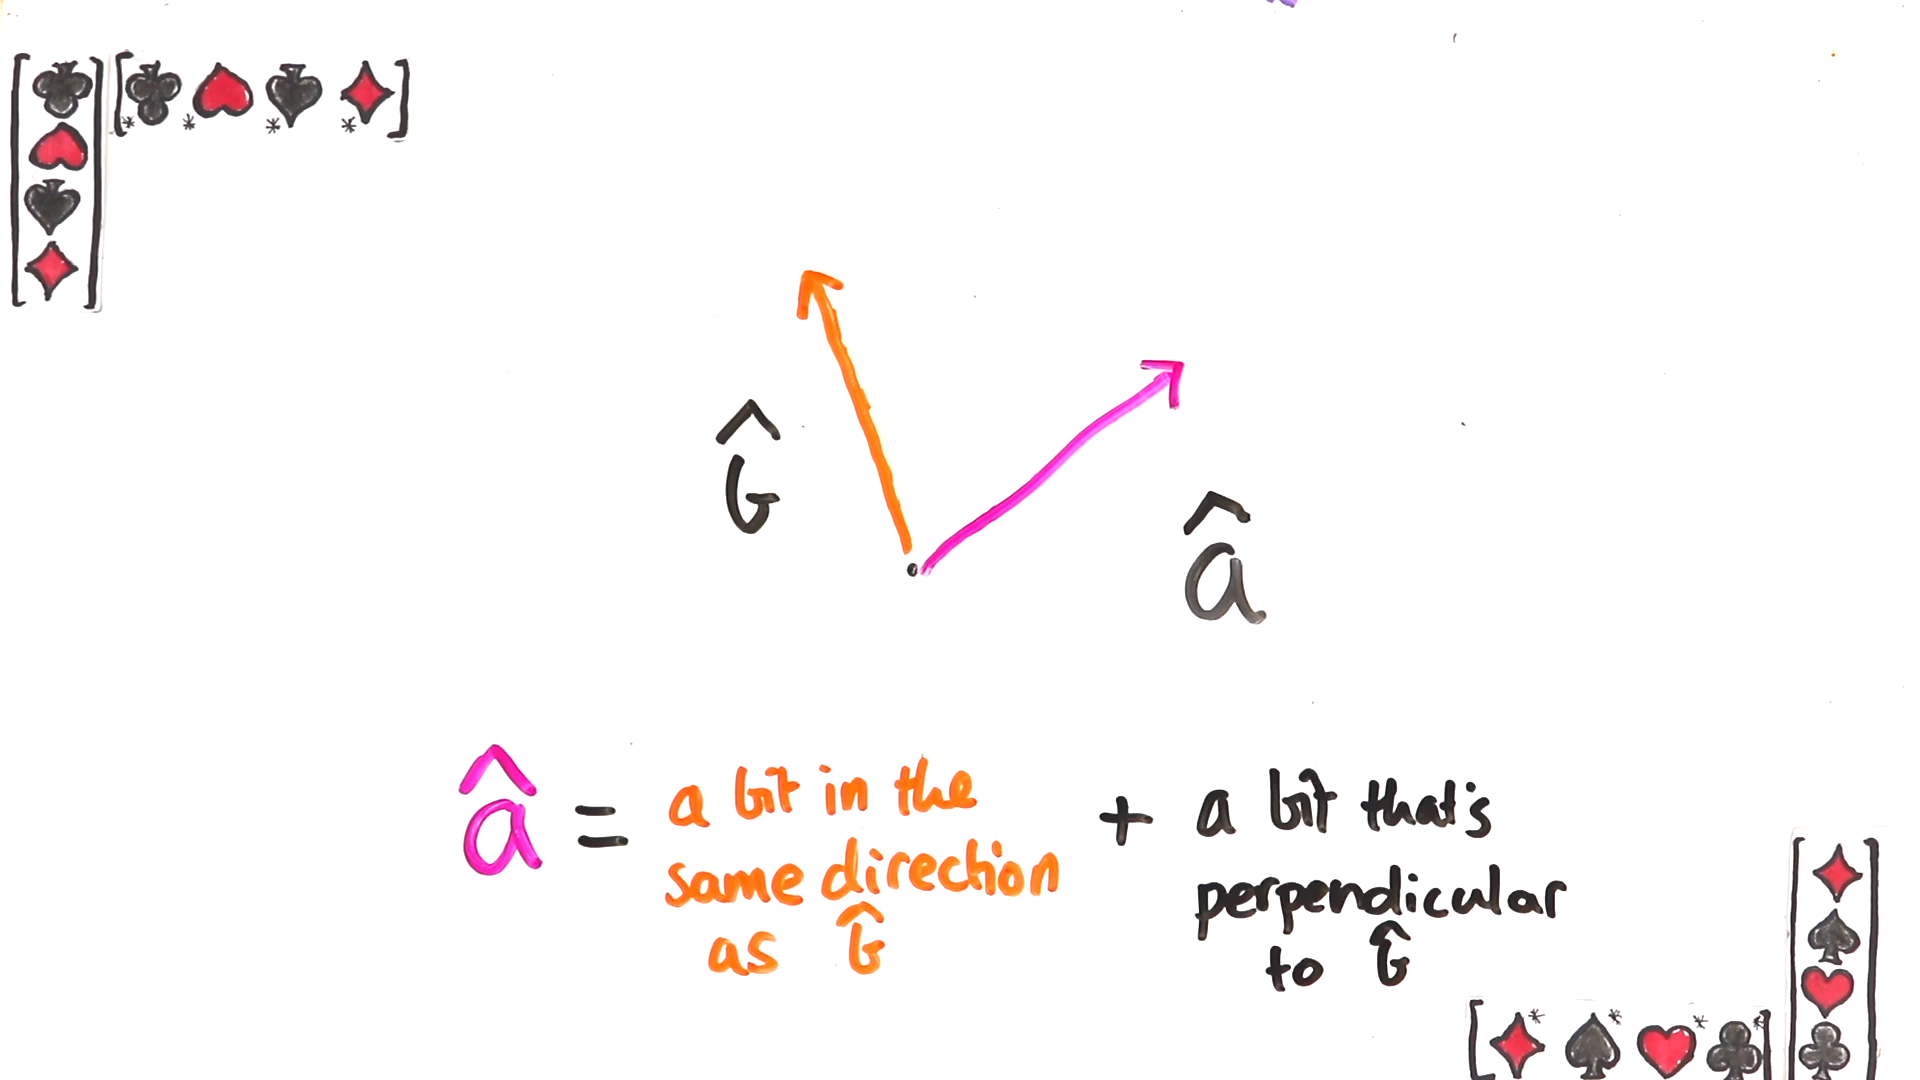 b̂
â
â = a bit in the + a bit that's
same direction perpendicular
as b̂ to b̂